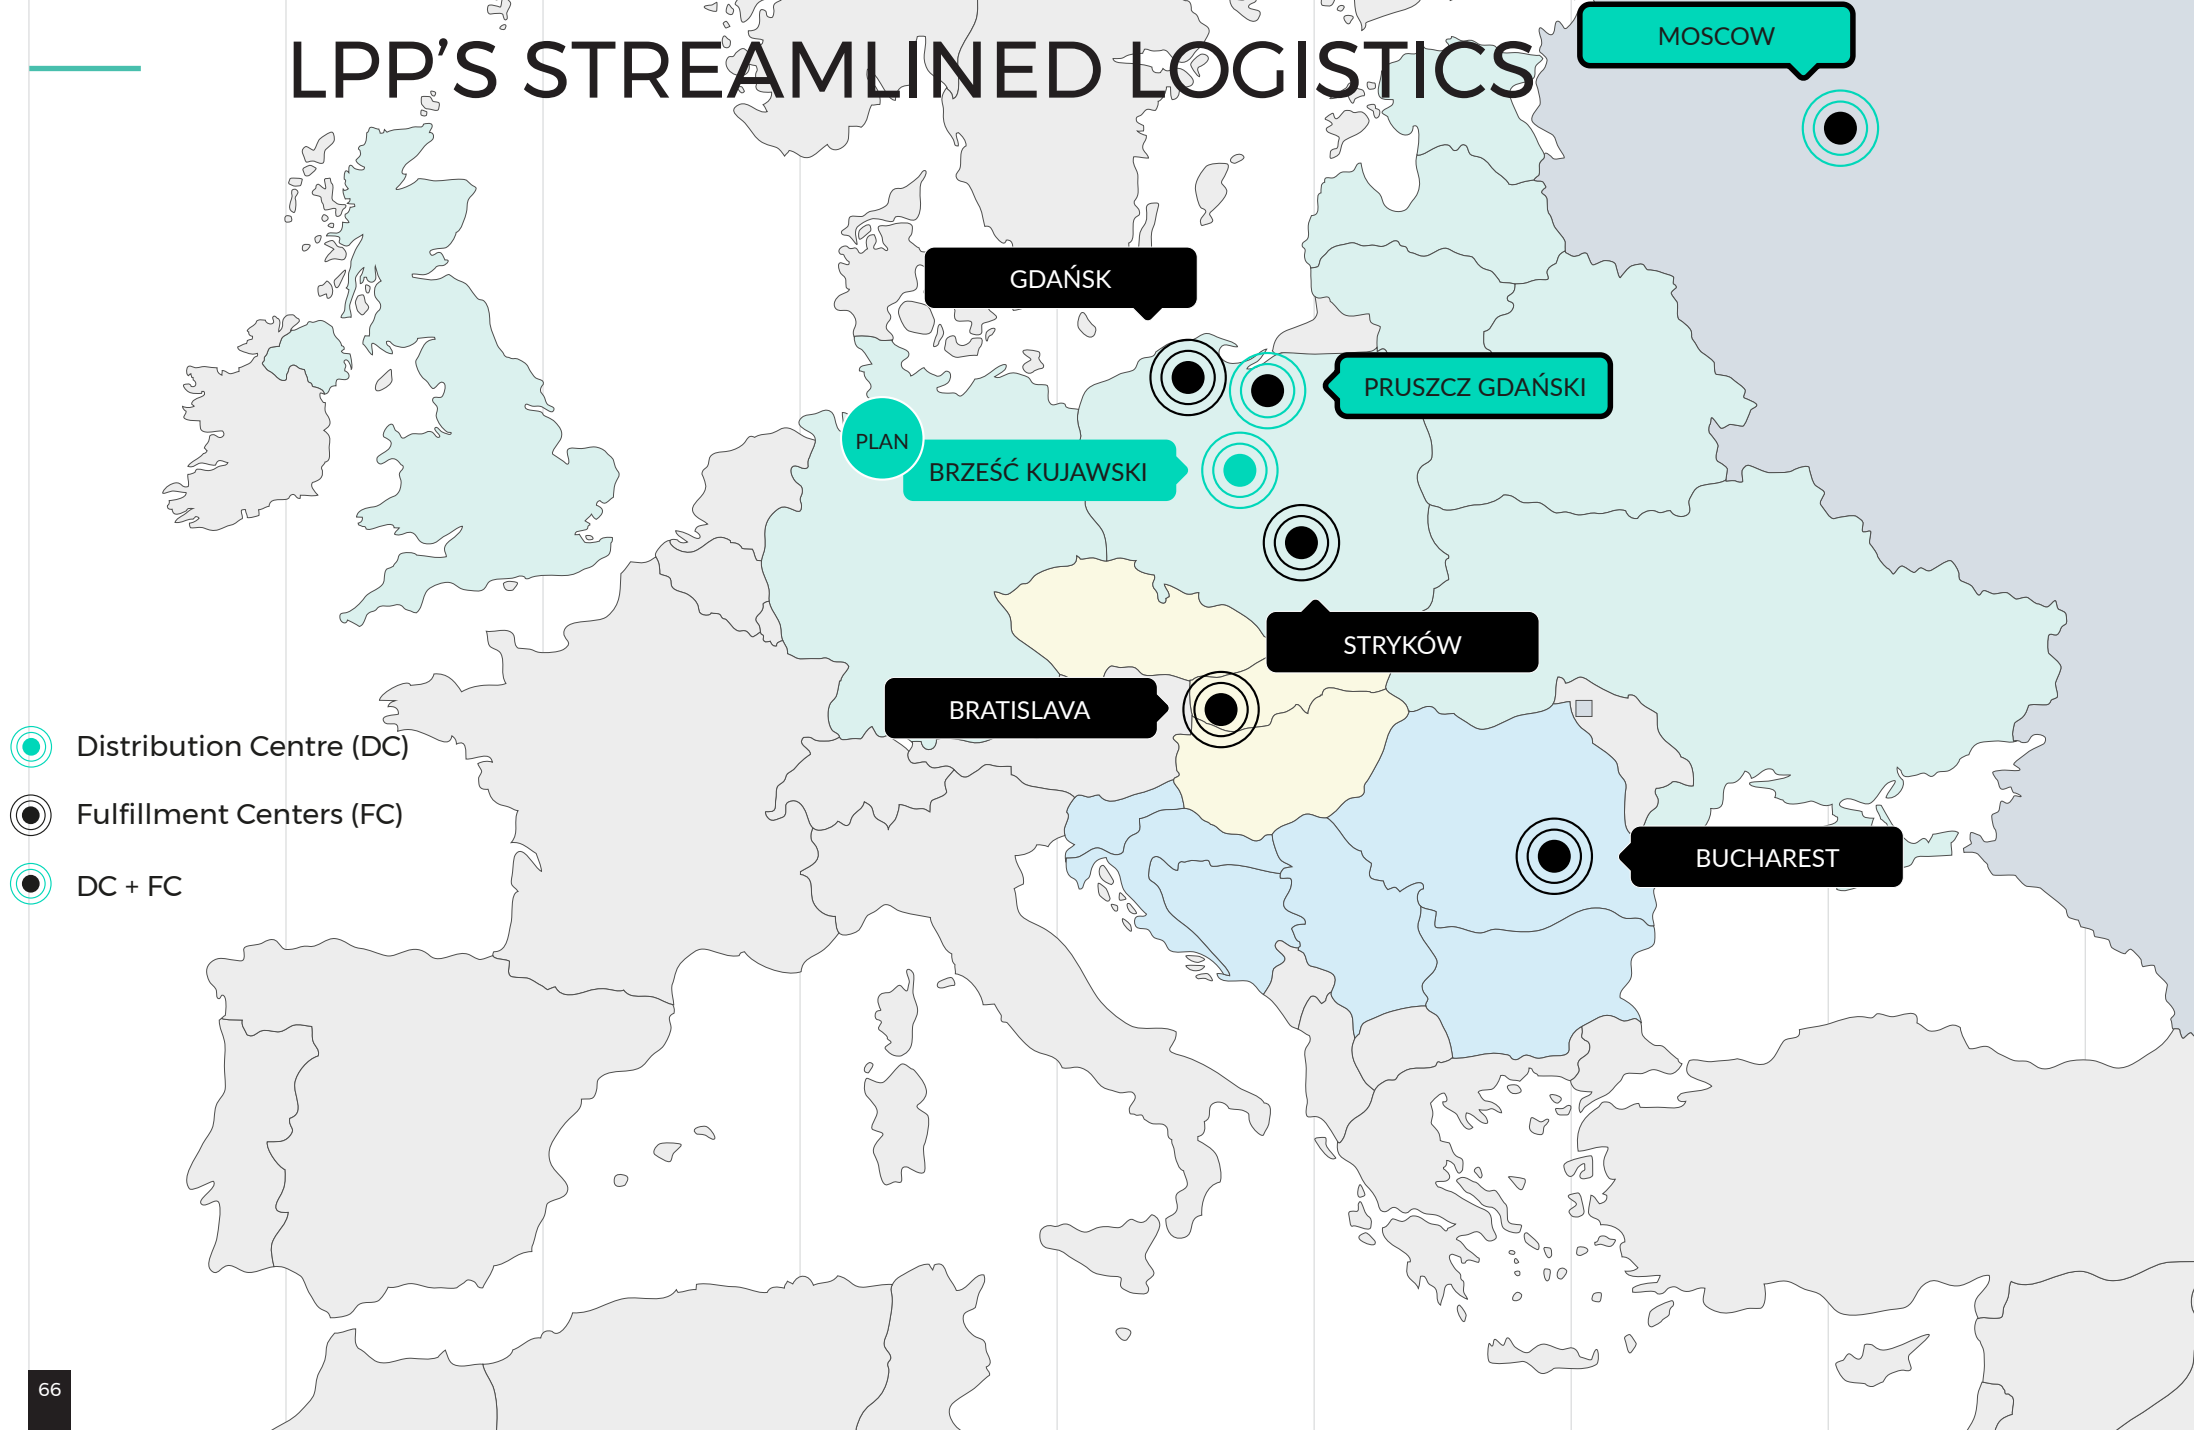 LPP’S STREAMLINED LOGISTICS
MOSCOW
GDAŃSK
PRUSZCZ GDAŃSKI
PLAN
BRZEŚĆ KUJAWSKI
STRYKÓW
BRATISLAVA
Distribution Centre (DC)
Fulfillment Centers (FC)
DC + FC
BUCHAREST
66